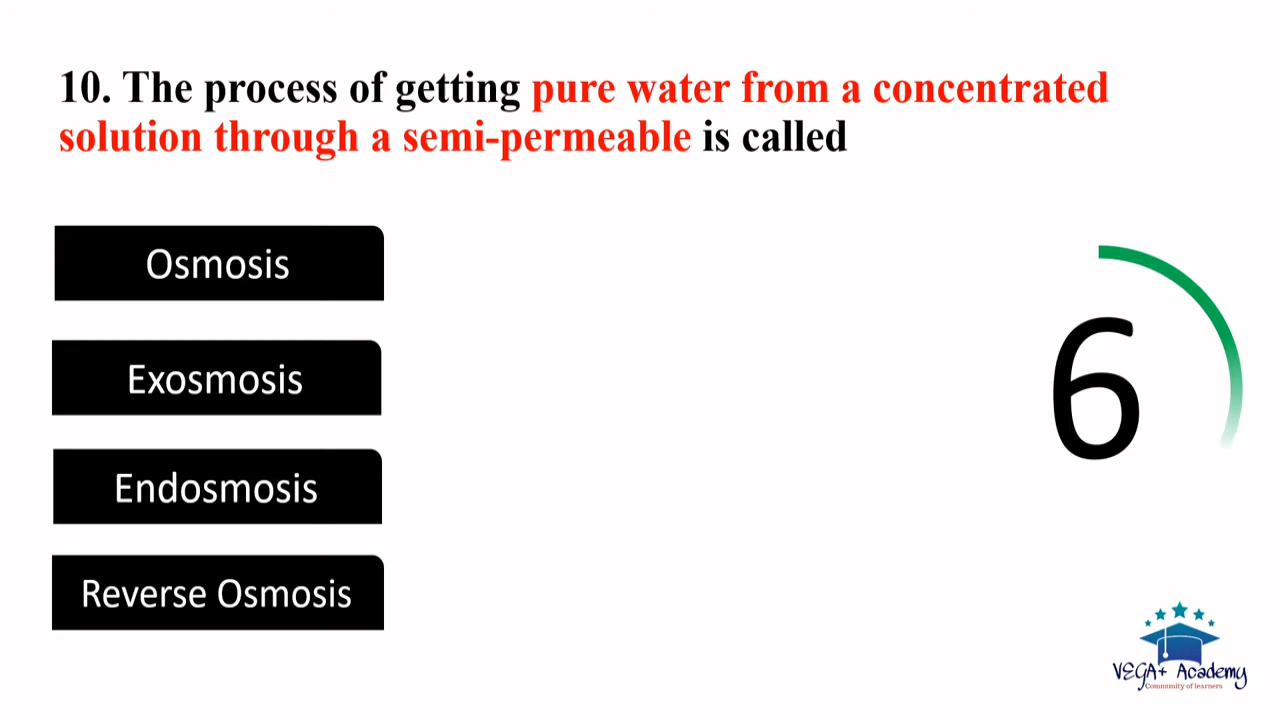 10. The process of getting pure water from a concentrated
solution through a semi-permeable is called
Osmosis
Exosmosis
Endosmosis
Reverse Osmosis
6
VEGA+ Academy
Community of learners